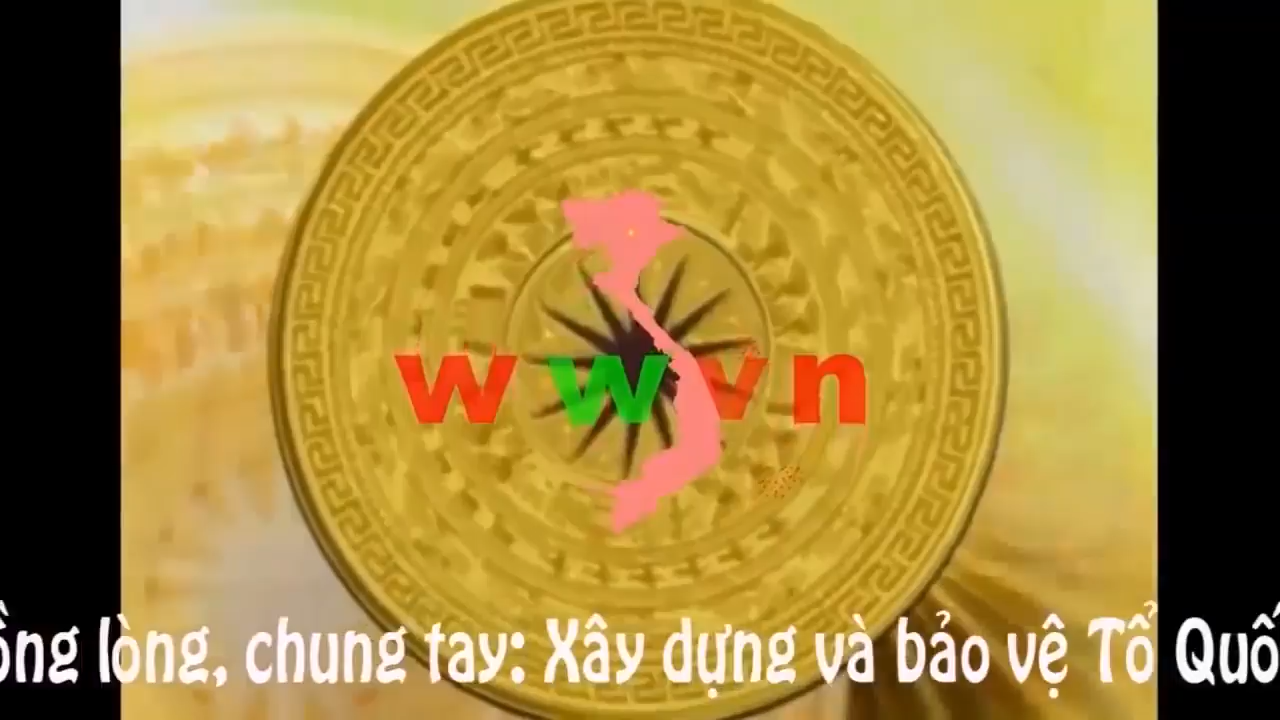 wwvn
ồng lòng, chung tay: Xây dựng và bảo vệ Tổ Quố